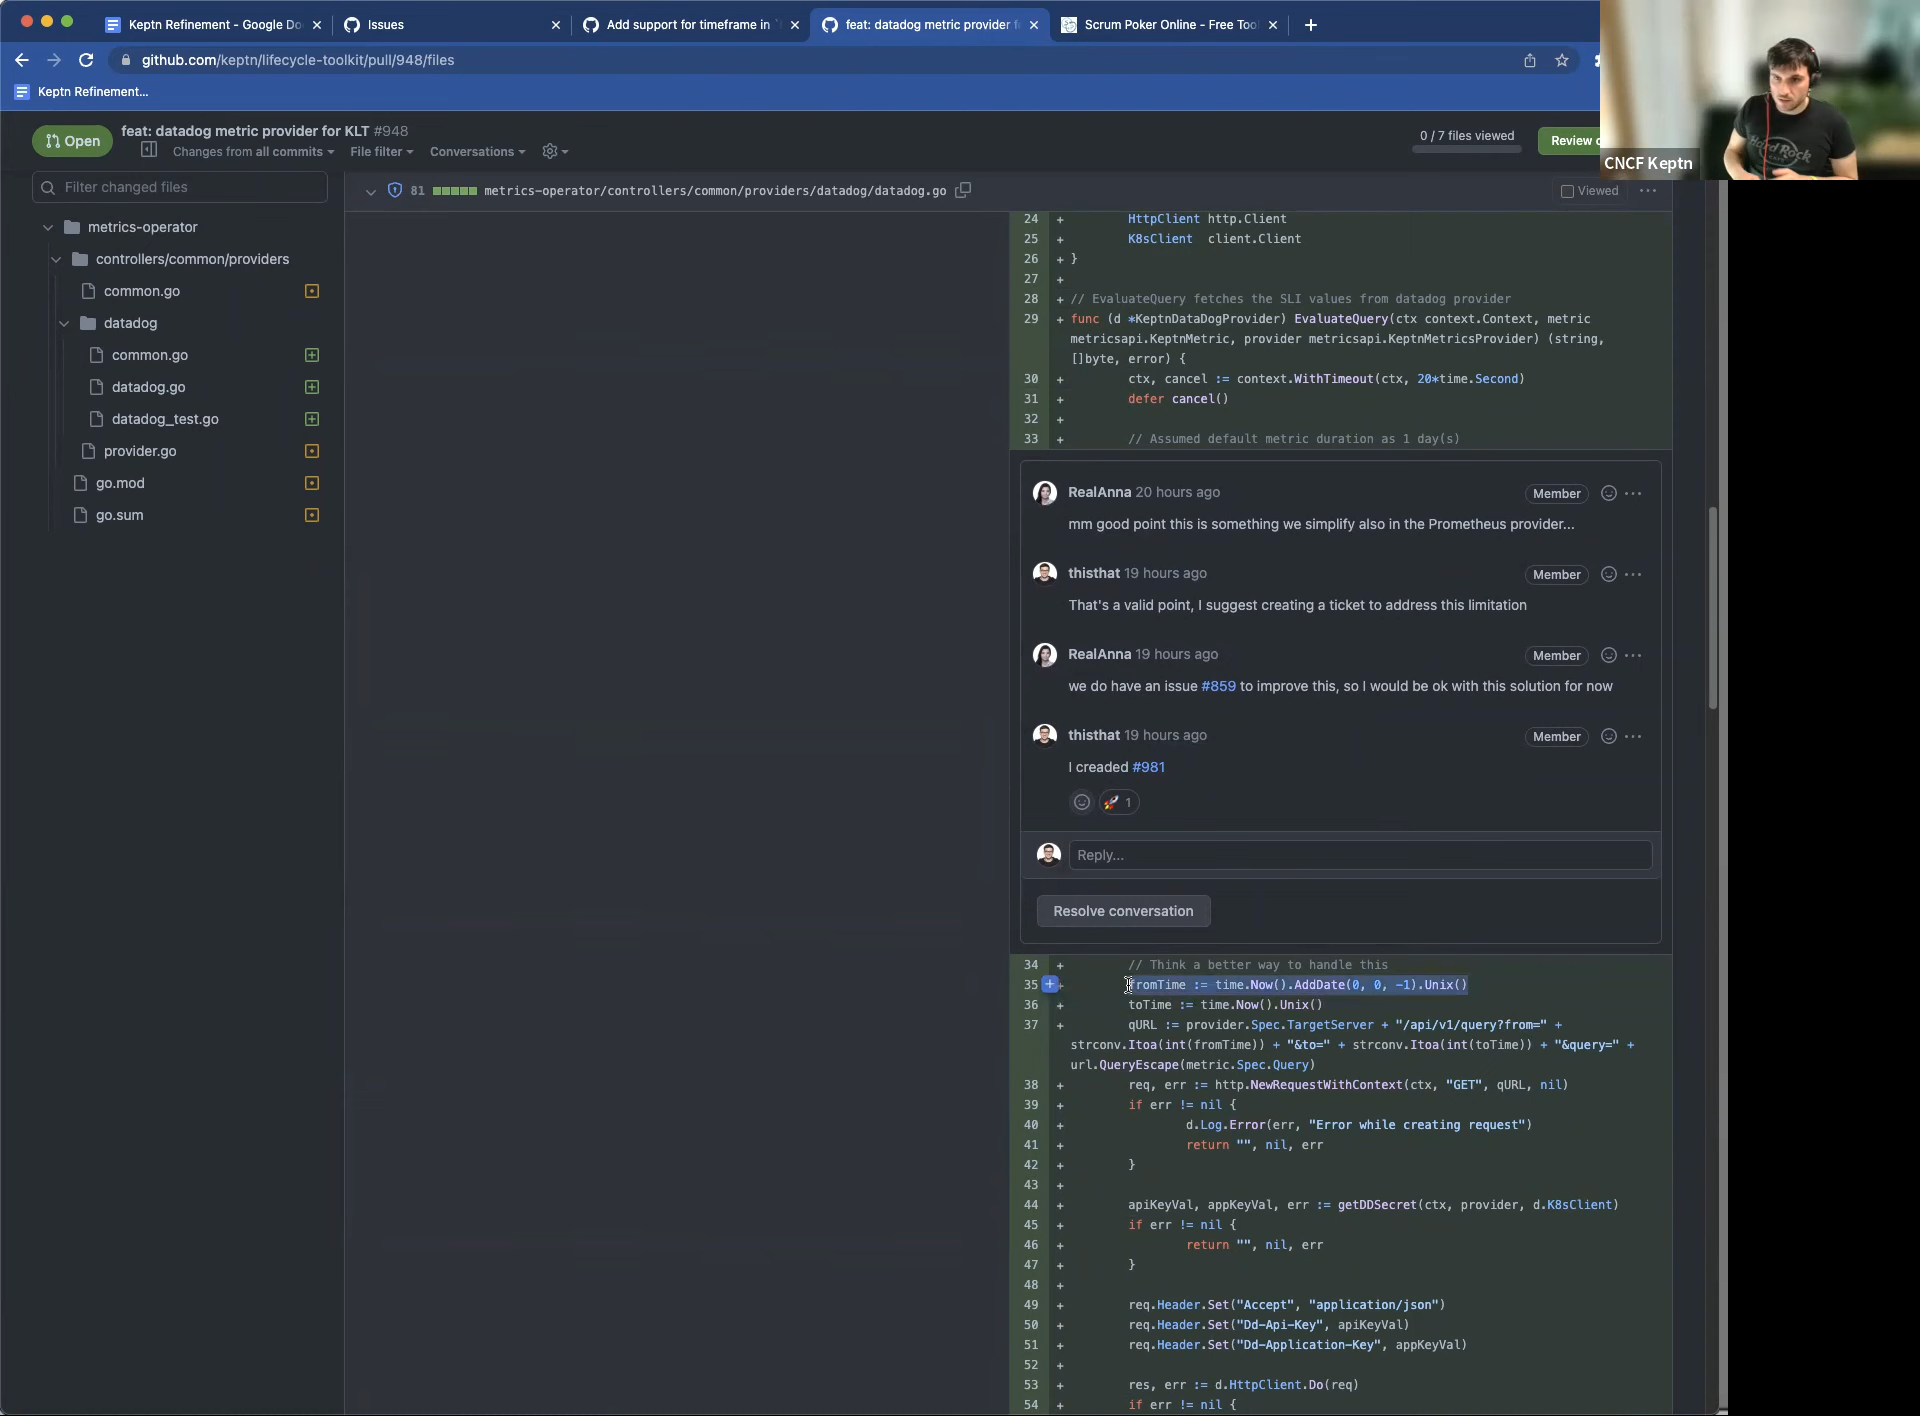 Keptn Refinement - Google Do
Issues
Add support for timeframe in
feat: datadog metric provider f
Scrum Poker Online - Free Too
github.com/keptn/lifecycle-toolkit/pull/948/files
Keptn Refinement...
Open
feat: datadog metric provider for KLT #948
Changes from all commits
File filter
Conversations
0 / 7 files viewed
Review
CNCF Keptn
Filter changed files
metrics-operator
controllers/common/providers
common.go
datadog
common.go
datadog.go
datadog_test.go
provider.go
go.mod
go.sum
81 metrics-operator/controllers/common/providers/datadog/datadog.go
Viewed
24 + HttpClient http.Client
25 + K8sClient client.Client
26 + }
27 +
28 + // EvaluateQuery fetches the SLI values from datadog provider
29 + func (d *KeptnDataDogProvider) EvaluateQuery(ctx context.Context, metric
metricsapi.KeptnMetric, provider metricsapi.KeptnMetricsProvider) (string,
[]byte, error) {
30 + ctx, cancel := context.WithTimeout(ctx, 20*time.Second)
31 + defer cancel()
32 +
33 + // Assumed default metric duration as 1 day(s)
RealAnna 20 hours ago
Member
mm good point this is something we simplify also in the Prometheus provider...
thisthat 19 hours ago
Member
That's a valid point, I suggest creating a ticket to address this limitation
RealAnna 19 hours ago
Member
we do have an issue #859 to improve this, so I would be ok with this solution for now
thisthat 19 hours ago
Member
I creaded #981
1
Reply...
Resolve conversation
34 + // Think a better way to handle this
35 + fromTime := time.Now().AddDate(0, 0, -1).Unix()
36 + toTime := time.Now().Unix()
37 + qURL := provider.Spec.TargetServer + "/api/v1/query?from=" +
strconv.Itoa(int(fromTime)) + "&to=" + strconv.Itoa(int(toTime)) + "&query=" +
url.QueryEscape(metric.Spec.Query)
38 + req, err := http.NewRequestWithContext(ctx, "GET", qURL, nil)
39 + if err != nil {
40 + d.Log.Error(err, "Error while creating request")
41 + return "", nil, err
42 + }
43 +
44 + apiKeyVal, appKeyVal, err := getDDSecret(ctx, provider, d.K8sClient)
45 + if err != nil {
46 + return "", nil, err
47 + }
48 +
49 + req.Header.Set("Accept", "application/json")
50 + req.Header.Set("Dd-Api-Key", apiKeyVal)
51 + req.Header.Set("Dd-Application-Key", appKeyVal)
52 +
53 + res, err := d.HttpClient.Do(req)
54 + if err != nil {